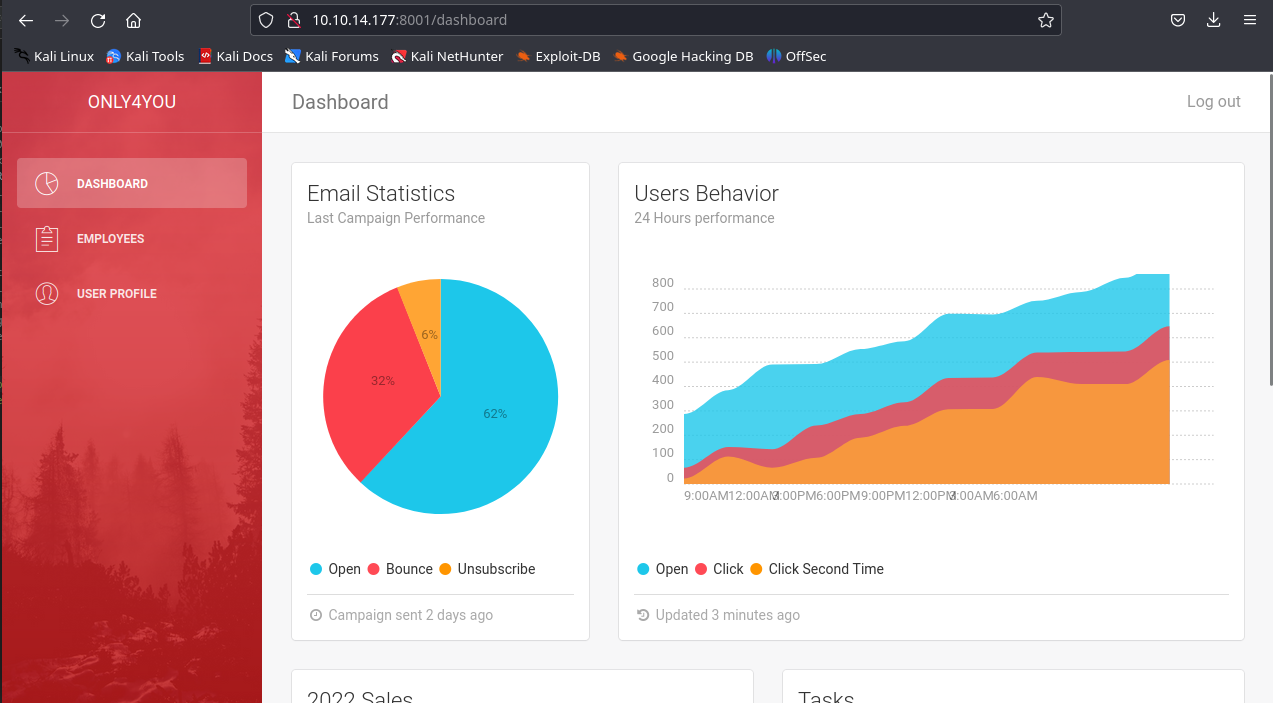 10.10.14.177:8001/dashboard
Kali Linux Kali Tools Kali Docs Kali Forums Kali NetHunter Exploit-DB Google Hacking DB OffSec
ONLY4YOU
DASHBOARD
EMPLOYEES
USER PROFILE
Dashboard
Log out
Email Statistics
Last Campaign Performance
6%
32%
62%
Open Bounce Unsubscribe
Campaign sent 2 days ago
Users Behavior
24 Hours performance
800
700
600
500
400
300
200
100
0
9:00AM 12:00AM 3:00PM 6:00PM 9:00PM 12:00PM 3:00AM 6:00AM
Open Click Click Second Time
Updated 3 minutes ago
2022 Sales
Tasks